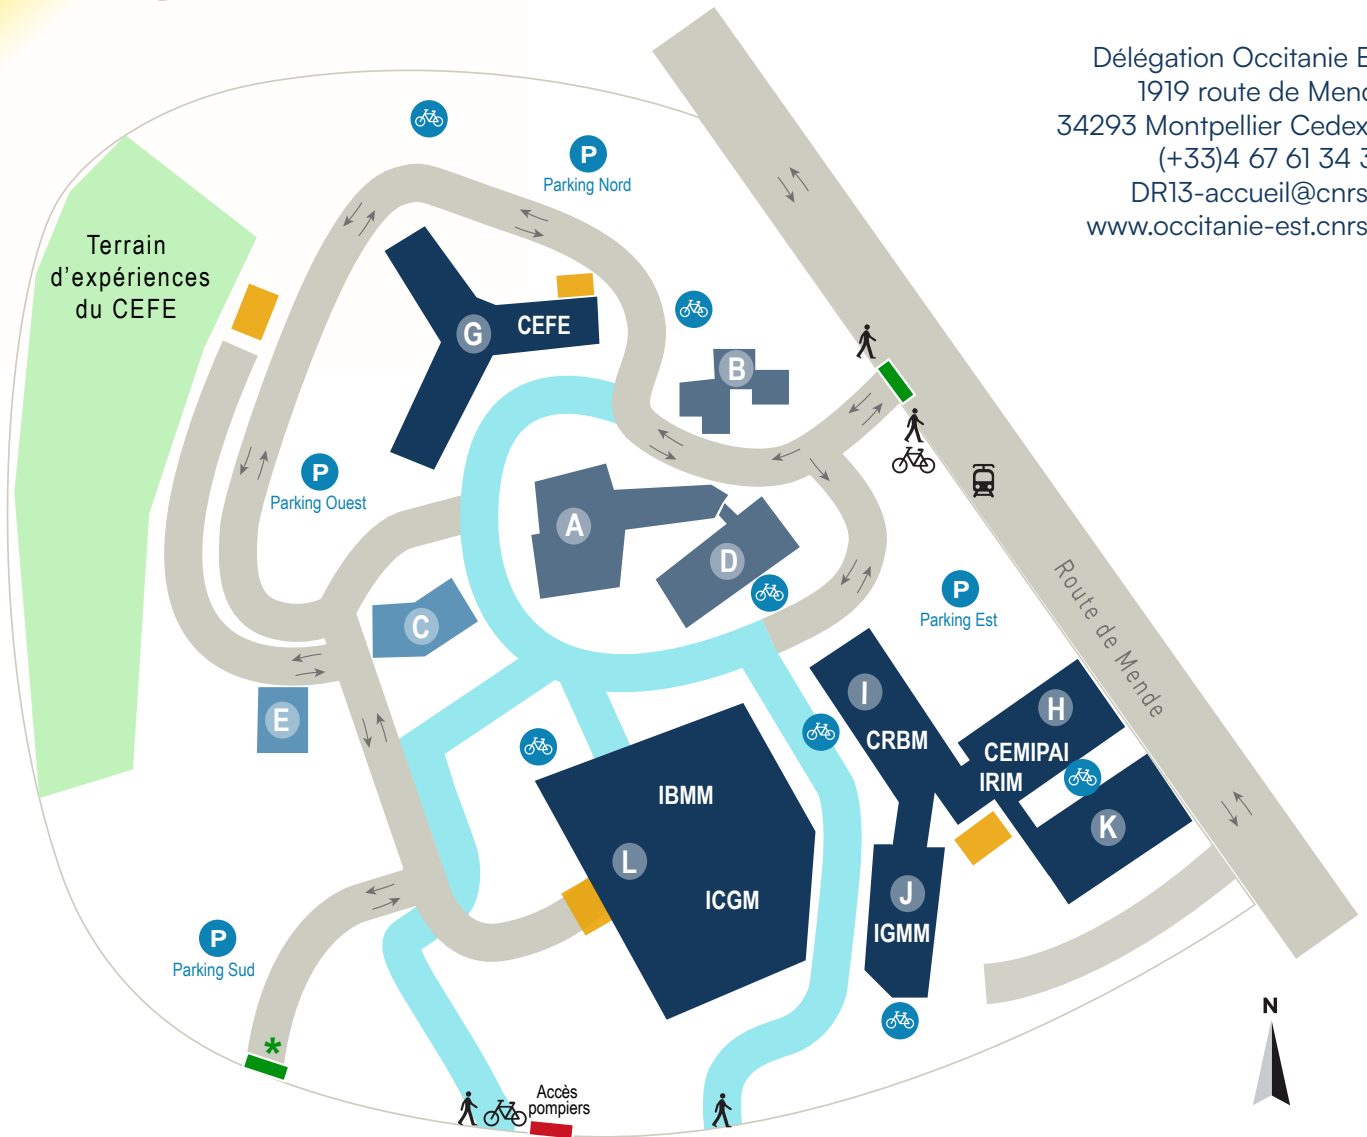 Délégation Occitanie
1919 route de
34293 Montpellier Cedex
(+33)4 67 61 34
DR13-accueil@cnrs
www.occitanie-est.cnrs
P
Parking Nord
Terrain
d'expériences
du CEFE
G
CEFE
B
P
Parking Ouest
A
D
C
P
Parking Est
Route de Mende
E
I
CRBM
H
CEMIPAI
IRIM
K
IBMM
L
ICGM
J
IGMM
P
Parking Sud
*
N
Accès
pompiers